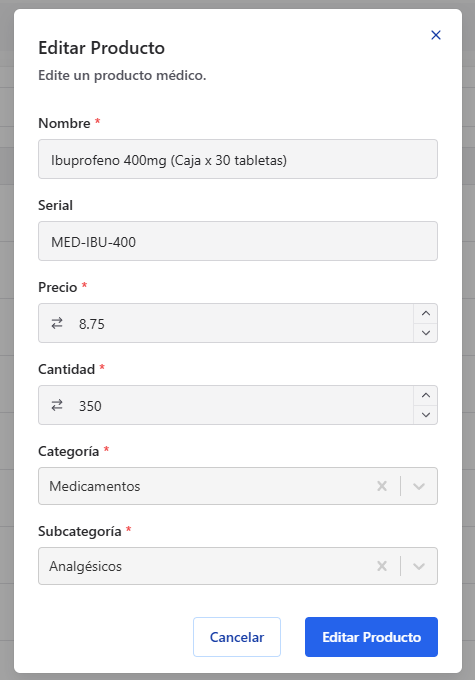 Editar Producto
Edite un producto médico.
Nombre *
Ibuprofeno 400mg (Caja x 30 tabletas)
Serial
MED-IBU-400
Precio *
8.75
Cantidad *
350
Categoría *
Medicamentos
Subcategoría *
Analgésicos
Cancelar
Editar Producto